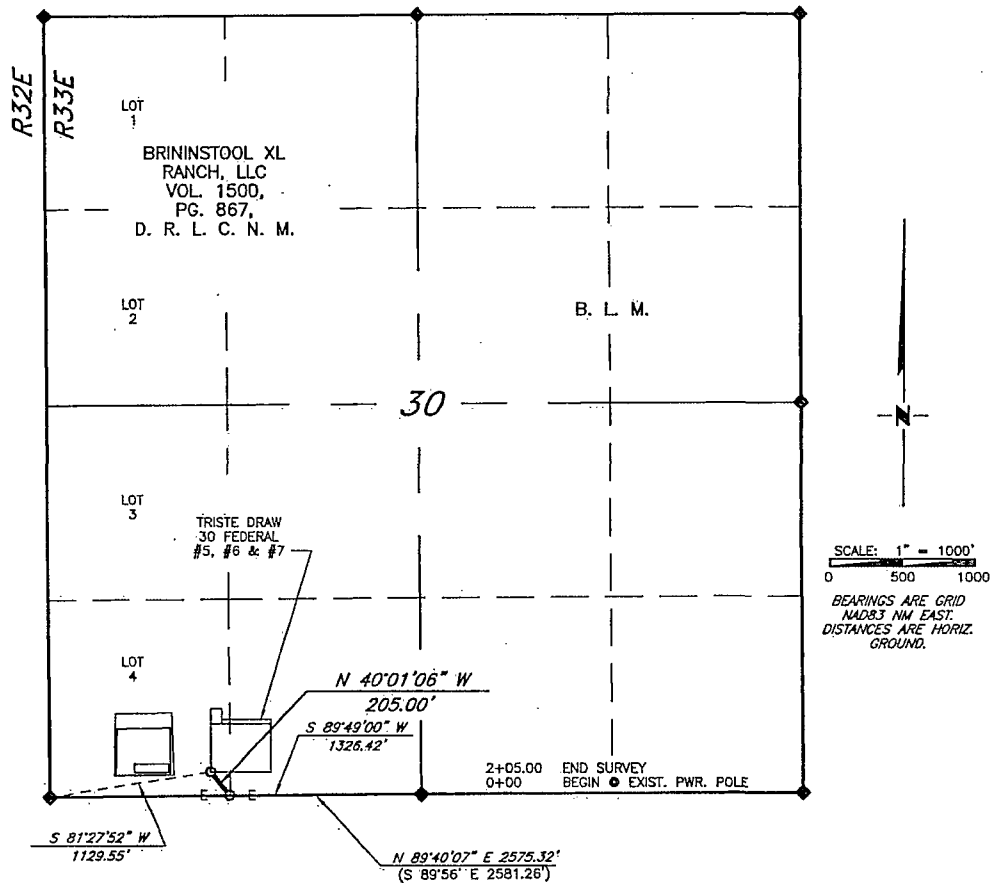 R32E
R33E
LOT
1
BRININSTOOL XL
RANCH, LLC
VOL. 1500,
PG. 867,
D. R. L. C. N. M.
LOT
2
B. L. M.
30
N
LOT
3
TRISTE DRAW
30 FEDERAL
#5, #6 & #7
SCALE: 1" = 1000'
0 500 1000
BEARINGS ARE GRID
NAD83 NM EAST.
DISTANCES ARE HORIZ.
GROUND.
LOT
4
N 40°01'06" W
205.00'
S 89°49'00" W
1326.42'
2+05.00 END SURVEY
0+00 BEGIN @ EXIST. PWR. POLE
E E
S 81°27'52" W
1129.55'
N 89°40'07" E 2575.32'
(S 89°56' E 2581.26')